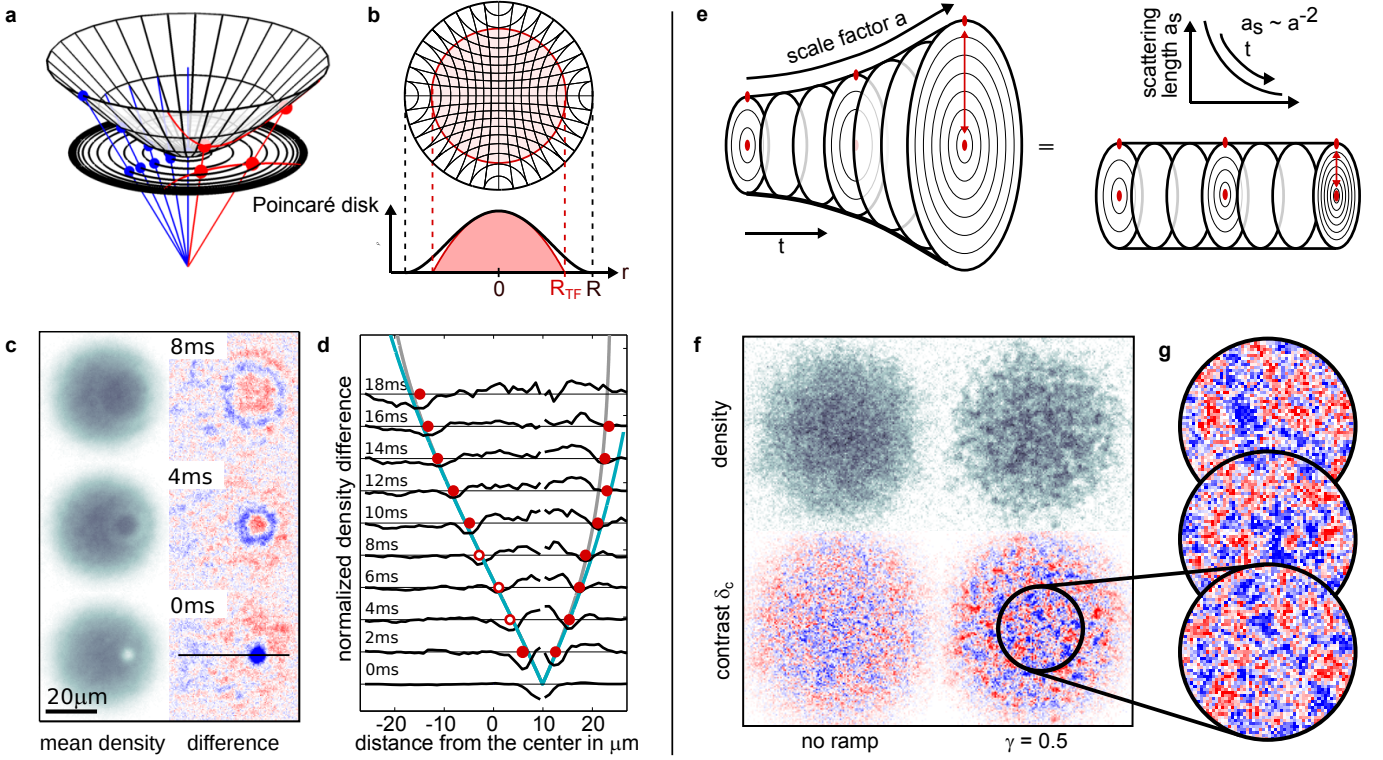 a
b
Poincaré disk
0
R_TF
R
r
c
8ms
4ms
0ms
20μm
mean density
difference
d
normalized density difference
18ms
16ms
14ms
12ms
10ms
8ms
6ms
4ms
2ms
0ms
-20 -10 0 10 20
distance from the center in μm
e
scale factor a
t
=
scattering
length a_s
a_s ~ a^-2
t
f
density
contrast δ_c
no ramp
γ = 0.5
g